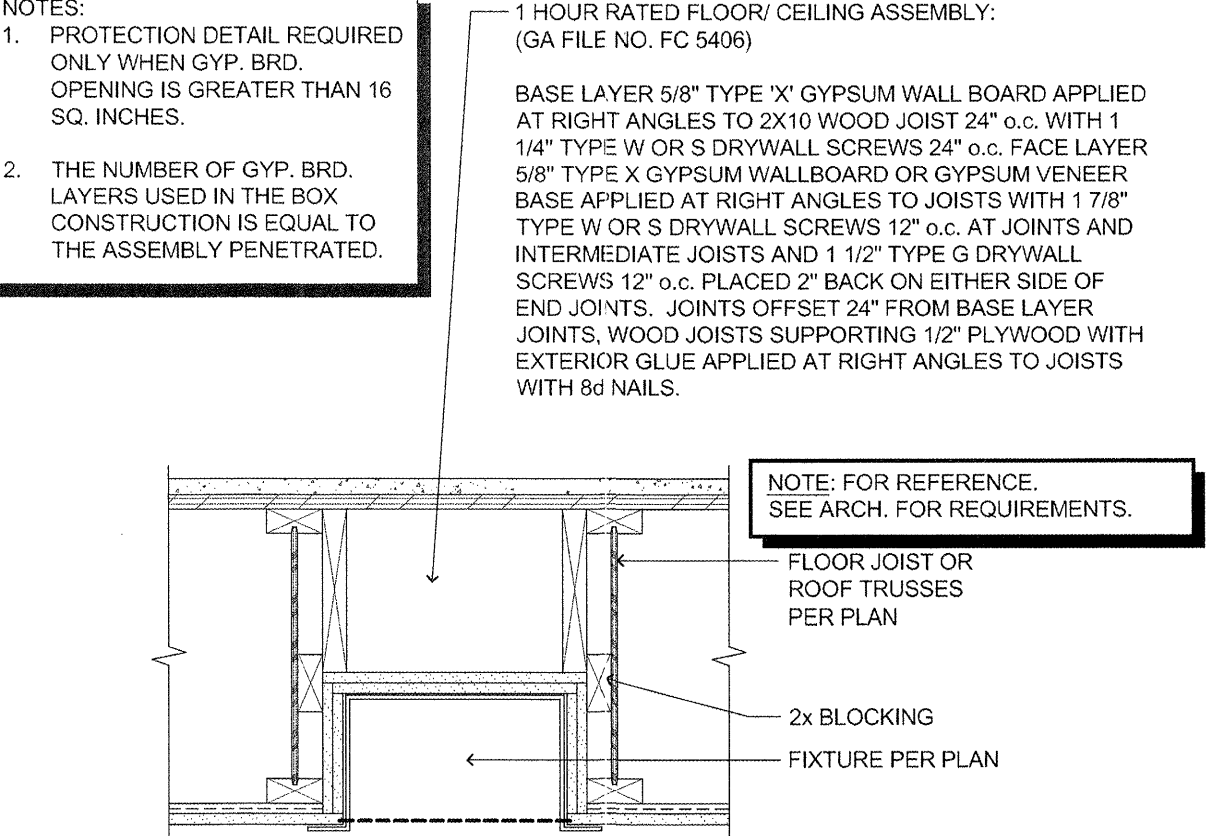 NOTES:
1. PROTECTION DETAIL REQUIRED
ONLY WHEN GYP. BRD.
OPENING IS GREATER THAN 16
SQ. INCHES.
2. THE NUMBER OF GYP. BRD.
LAYERS USED IN THE BOX
CONSTRUCTION IS EQUAL TO
THE ASSEMBLY PENETRATED.
1 HOUR RATED FLOOR/ CEILING ASSEMBLY:
(GA FILE NO. FC 5406)
BASE LAYER 5/8" TYPE 'X' GYPSUM WALL BOARD APPLIED
AT RIGHT ANGLES TO 2X10 WOOD JOIST 24" o.c. WITH 1
1/4" TYPE W OR S DRYWALL SCREWS 24" o.c. FACE LAYER
5/8" TYPE X GYPSUM WALLBOARD OR GYPSUM VENEER
BASE APPLIED AT RIGHT ANGLES TO JOISTS WITH 1 7/8"
TYPE W OR S DRYWALL SCREWS 12" o.c. AT JOINTS AND
INTERMEDIATE JOISTS AND 1 1/2" TYPE G DRYWALL
SCREWS 12" o.c. PLACED 2" BACK ON EITHER SIDE OF
END JOINTS. JOINTS OFFSET 24" FROM BASE LAYER
JOINTS, WOOD JOISTS SUPPORTING 1/2" PLYWOOD WITH
EXTERIOR GLUE APPLIED AT RIGHT ANGLES TO JOISTS
WITH 8d NAILS.
NOTE: FOR REFERENCE.
SEE ARCH. FOR REQUIREMENTS.
FLOOR JOIST OR
ROOF TRUSSES
PER PLAN
2x BLOCKING
FIXTURE PER PLAN